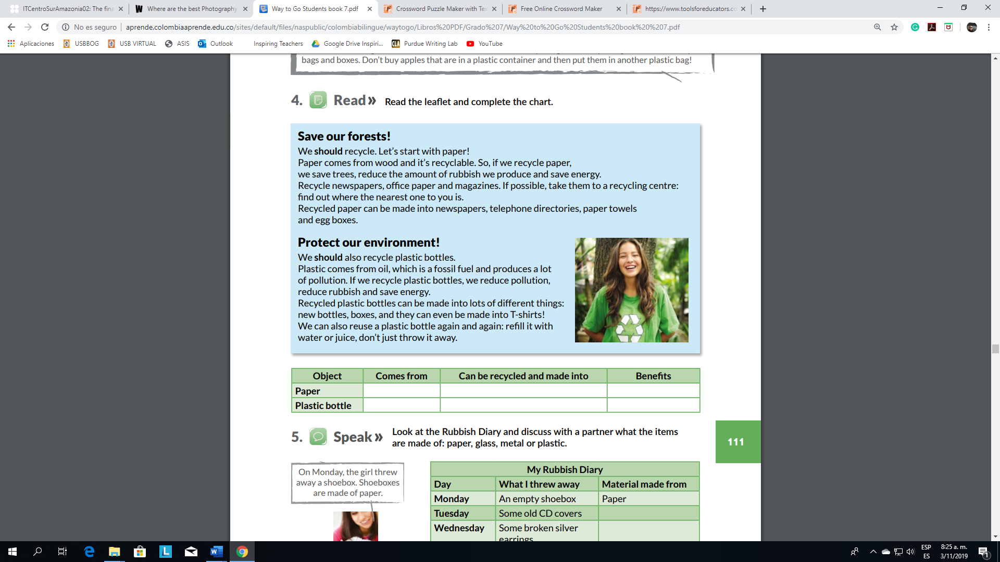 ITCentroSurAmazonia02: The fina
Where are the best Photography
Way to Go Students book 7.pdf
Crossword Puzzle Maker with Tex
Free Online Crossword Maker
https://www.toolsforeducators.co
No es seguro
aprende.colombiaaprende.edu.co/sites/default/files/naspublic/colombiabilingue/waytogo/Libros%20PDF/Grado%207/Way%20to%20Go%20Students%20book%20%207.pdf
Aplicaciones
USBBOG
USB VIRTUAL
ASIS
Outlook
Inspiring Teachers
Google Drive Inspiri...
CLA
Purdue Writing Lab
YouTube
bags and boxes. Don't buy apples that are in a plastic container and then put them in another plastic bag!
4. Read» Read the leaflet and complete the chart.
Save our forests!
We should recycle. Let's start with paper!
Paper comes from wood and it's recyclable. So, if we recycle paper,
we save trees, reduce the amount of rubbish we produce and save energy.
Recycle newspapers, office paper and magazines. If possible, take them to a recycling centre:
find out where the nearest one to you is.
Recycled paper can be made into newspapers, telephone directories, paper towels
and egg boxes.
Protect our environment!
We should also recycle plastic bottles.
Plastic comes from oil, which is a fossil fuel and produces a lot
of pollution. If we recycle plastic bottles, we reduce pollution,
reduce rubbish and save energy.
Recycled plastic bottles can be made into lots of different things:
new bottles, boxes, and they can even be made into T-shirts!
We can also reuse a plastic bottle again and again: refill it with
water or juice, don't just throw it away.
Object Comes from Can be recycled and made into Benefits
Paper
Plastic bottle
5. Speak» Look at the Rubbish Diary and discuss with a partner what the items
are made of: paper, glass, metal or plastic.
111
On Monday, the girl threw
away a shoebox. Shoeboxes
are made of paper.
My Rubbish Diary
Day What I threw away Material made from
Monday An empty shoebox Paper
Tuesday Some old CD covers
Wednesday Some broken silver
earrings
ESP
ES
8:25 a. m.
3/11/2019
1